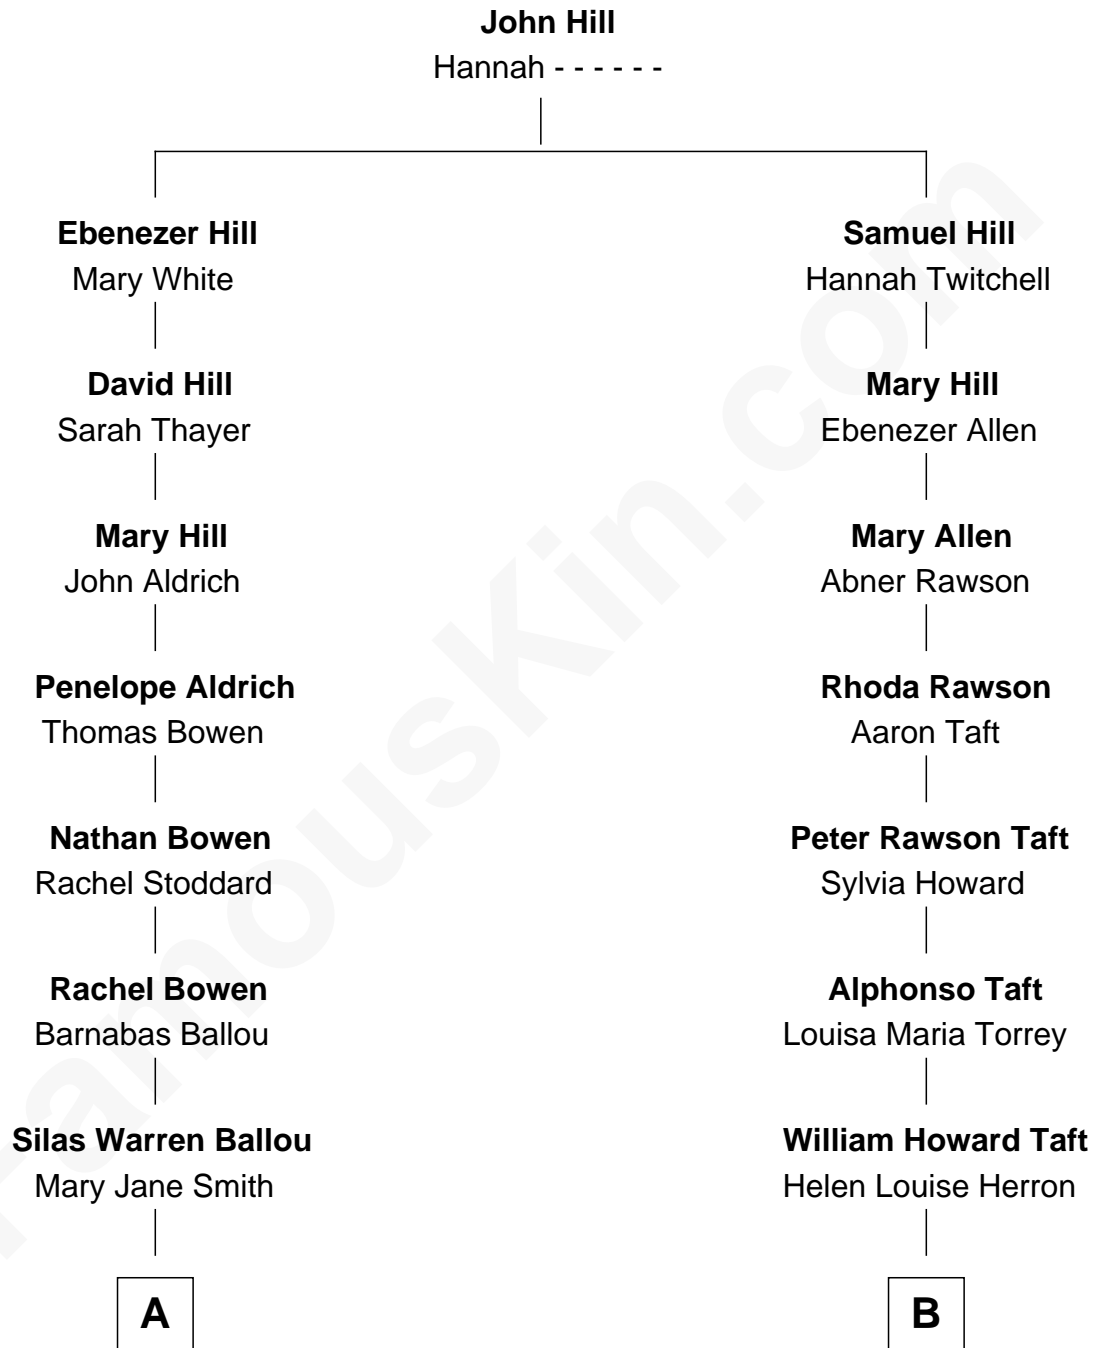 John Hill
Hannah - - - - - -
Ebenezer Hill
Mary White
Samuel Hill
Hannah Twitchell
David Hill
Sarah Thayer
Mary Hill
Ebenezer Allen
Mary Hill
John Aldrich
Mary Allen
Abner Rawson
Penelope Aldrich
Thomas Bowen
Rhoda Rawson
Aaron Taft
Nathan Bowen
Rachel Stoddard
Peter Rawson Taft
Sylvia Howard
Rachel Bowen
Barnabas Ballou
Alphonso Taft
Louisa Maria Torrey
Silas Warren Ballou
Mary Jane Smith
William Howard Taft
Helen Louise Herron
A
B
FamousKin.com